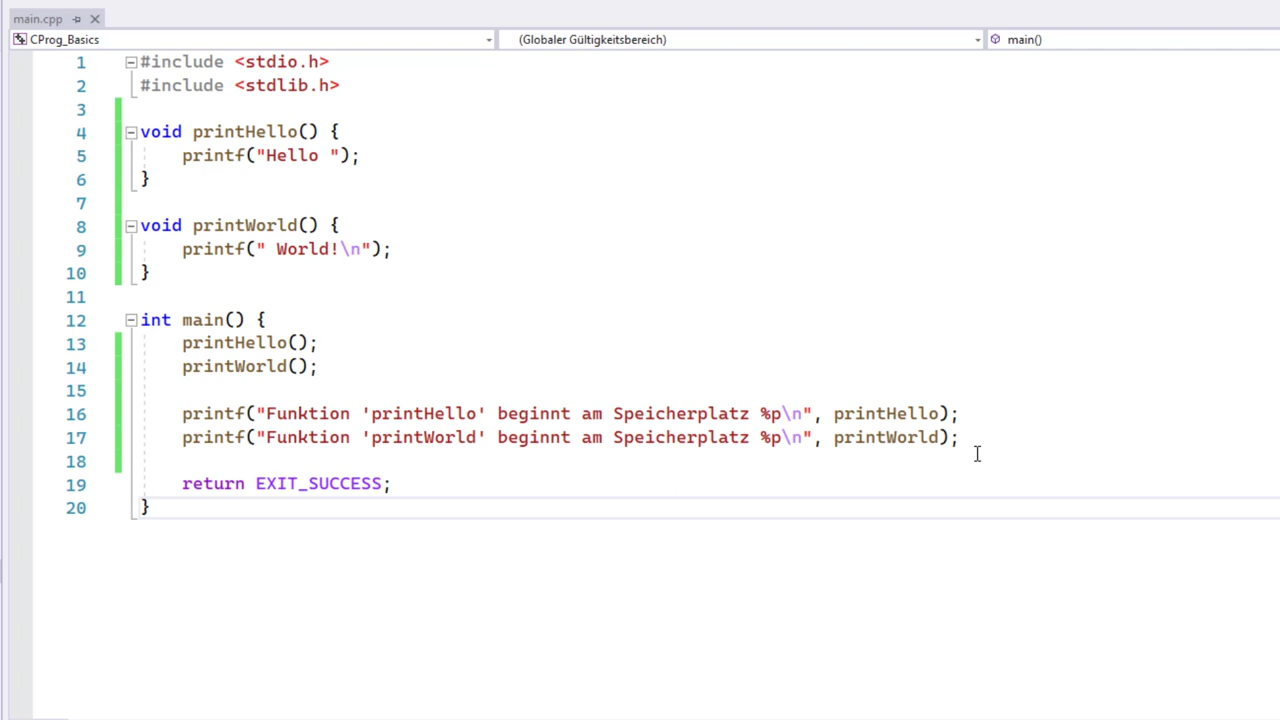 main.cpp
CProg_Basics (Globaler Gültigkeitsbereich) main()
1 #include <stdio.h>
2 #include <stdlib.h>
3
4 void printHello() {
5 printf("Hello ");
6 }
7
8 void printWorld() {
9 printf(" World!\n");
10 }
11
12 int main() {
13 printHello();
14 printWorld();
15
16 printf("Funktion 'printHello' beginnt am Speicherplatz %p\n", printHello);
17 printf("Funktion 'printWorld' beginnt am Speicherplatz %p\n", printWorld);
18
19 return EXIT_SUCCESS;
20 }